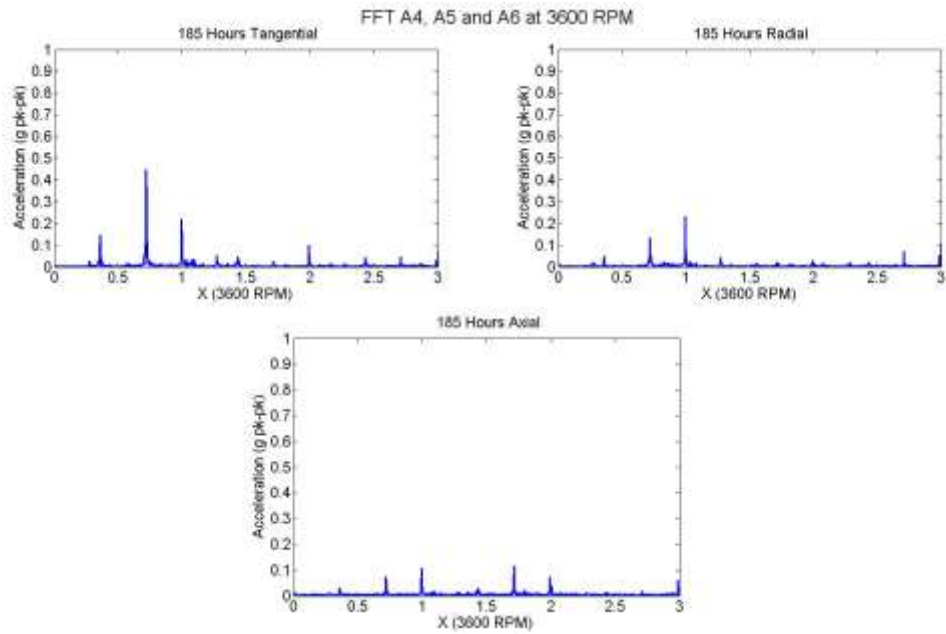 FFT A4, A5 and A6 at 3600 RPM
185 Hours Tangential
Acceleration (g pk-pk)
1
0.9
0.8
0.7
0.6
0.5
0.4
0.3
0.2
0.1
0
0 0.5 1 1.5 2 2.5 3
X (3600 RPM)
185 Hours Radial
Acceleration (g pk-pk)
1
0.9
0.8
0.7
0.6
0.5
0.4
0.3
0.2
0.1
0
0 0.5 1 1.5 2 2.5 3
X (3600 RPM)
185 Hours Axial
Acceleration (g pk-pk)
1
0.9
0.8
0.7
0.6
0.5
0.4
0.3
0.2
0.1
0
0 0.5 1 1.5 2 2.5 3
X (3600 RPM)